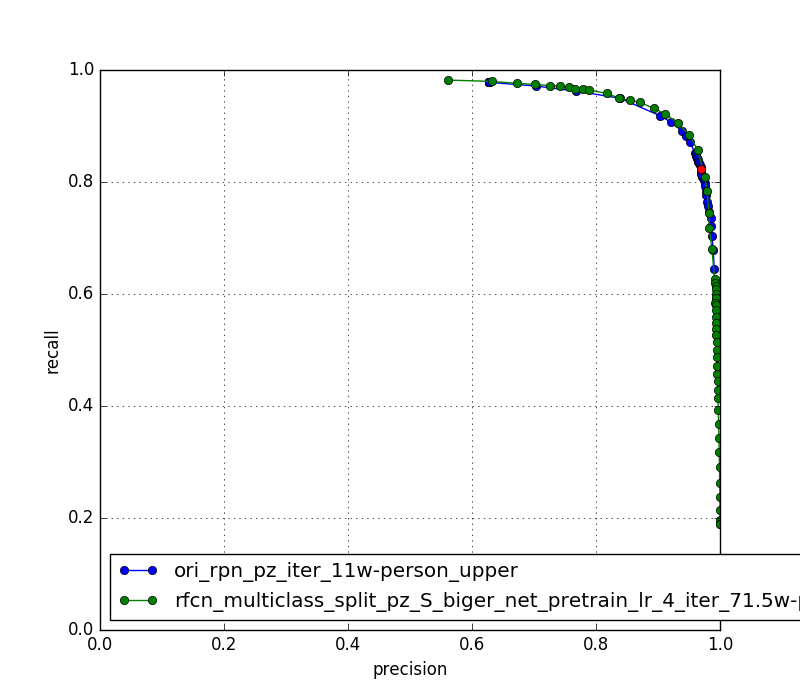 1.0
0.8
0.6
0.4
0.2
0.0
recall
ori_rpn_pz_iter_11w-person_upper
rfcn_multiclass_split_pz_S_biger_net_pretrain_lr_4_iter_71.5w-p
0.0 0.2 0.4 0.6 0.8 1.0
precision